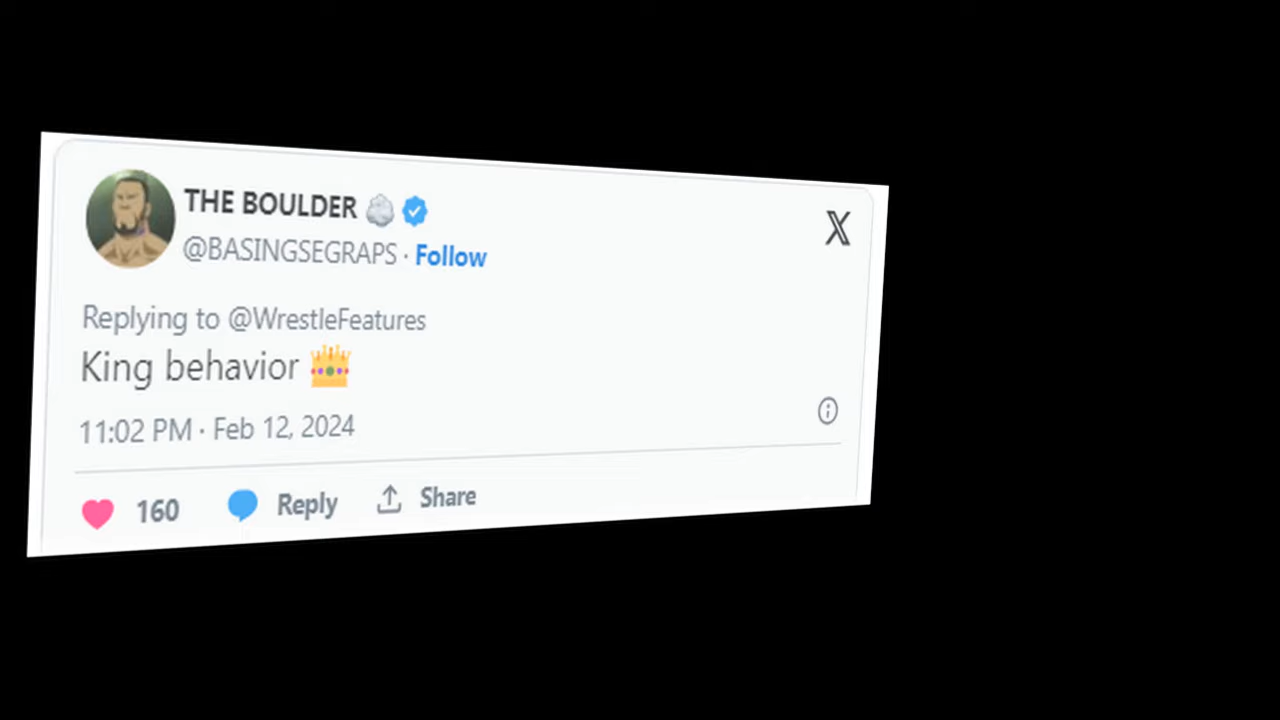 THE BOULDER
@BASINGSEGRAPS · Follow
Replying to @WrestleFeatures
King behavior 👑
11:02 PM · Feb 12, 2024
160 Reply Share